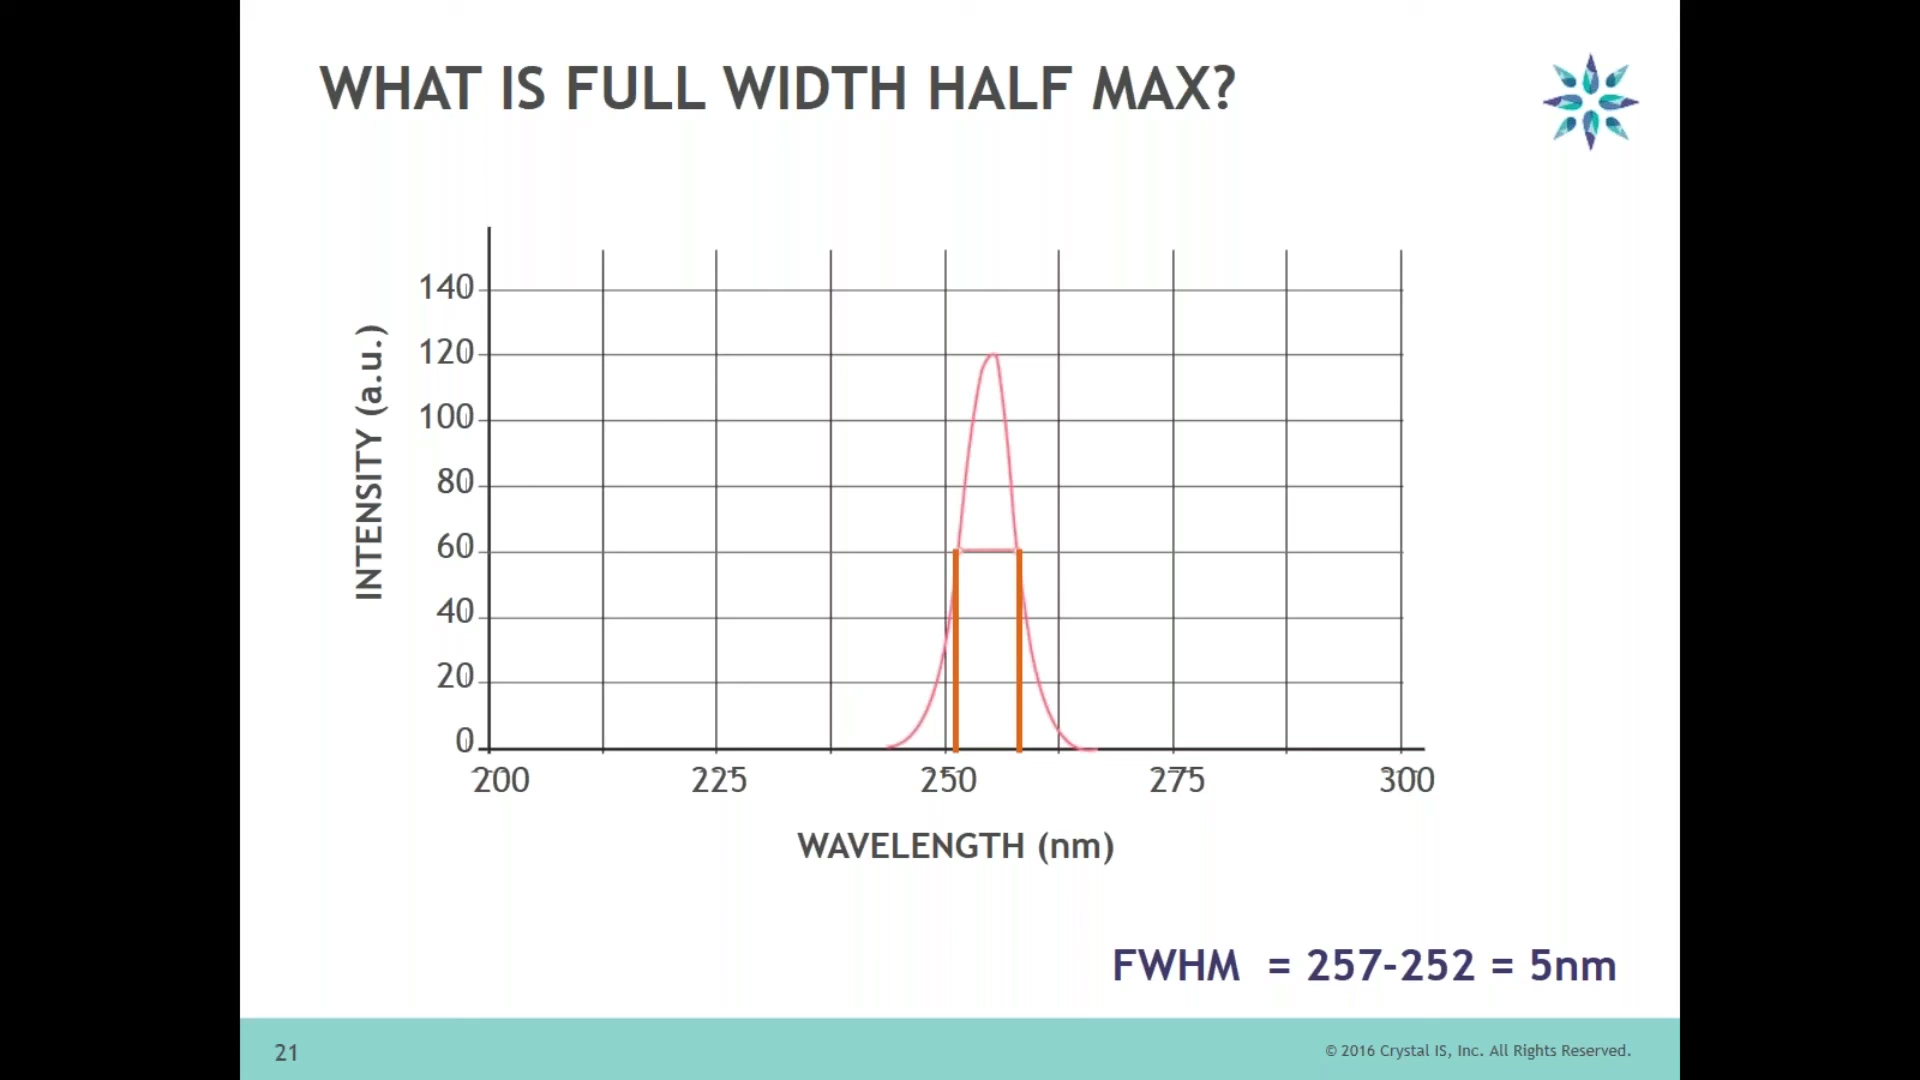 WHAT IS FULL WIDTH HALF MAX?
INTENSITY (a.u.)
140
120
100
80
60
40
20
0
200 225 250 275 300
WAVELENGTH (nm)
FWHM = 257-252 = 5nm
21
© 2016 Crystal IS, Inc. All Rights Reserved.